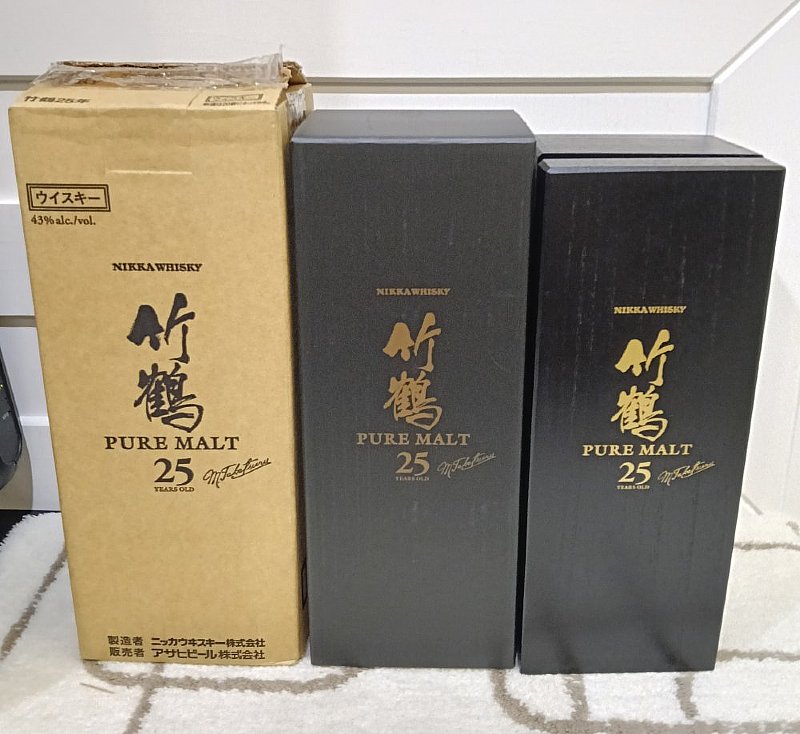 竹鶴25年
ウイスキー
43% alc./vol.
NIKKA WHISKY
竹鶴
PURE MALT
25
YEARS OLD
M.Taketsuru
製造者 ニッカウヰスキー株式会社
販売者 アサヒビール株式会社
NIKKA WHISKY
竹鶴
PURE MALT
25
YEARS OLD
M.Taketsuru
NIKKA WHISKY
竹鶴
PURE MALT
25
YEARS OLD
M.Taketsuru